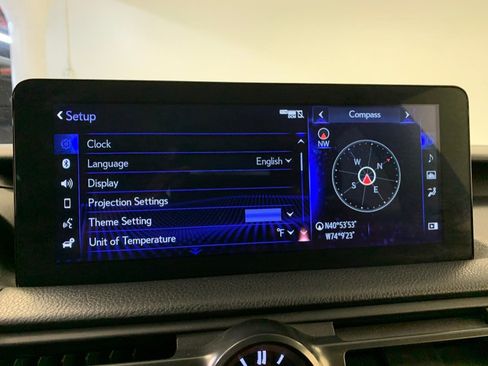 Setup
Clock
Language English
Display
Projection Settings
Theme Setting
Unit of Temperature °F
Compass
NW
N
W
S
E
N40°53'53"
W74°9'23"